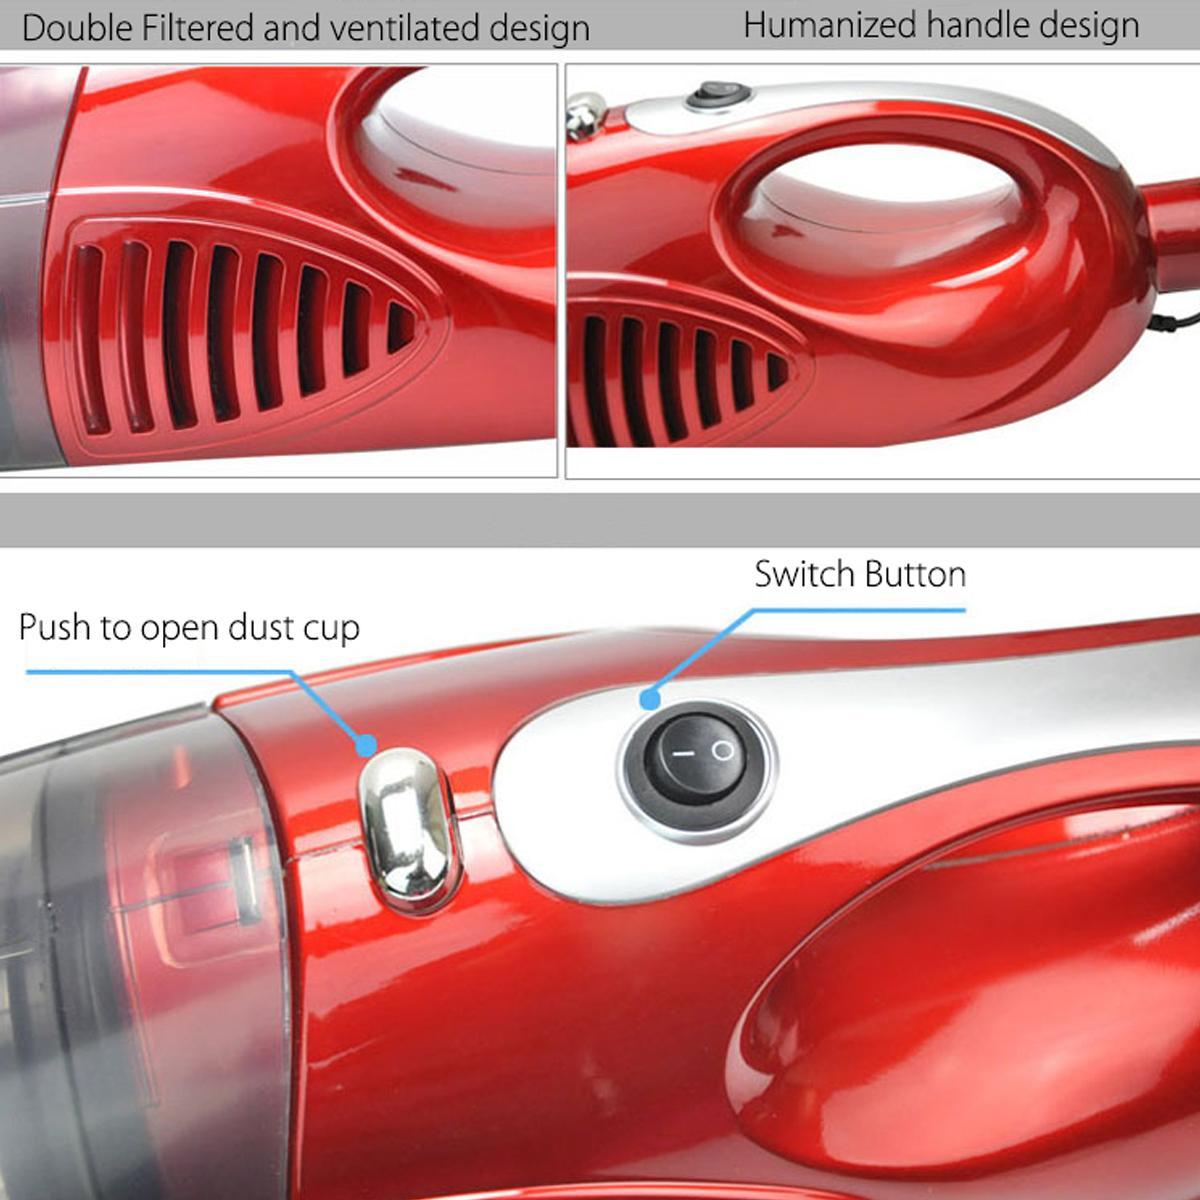 Double Filtered and ventilated design
Humanized handle design
Switch Button
Push to open dust cup